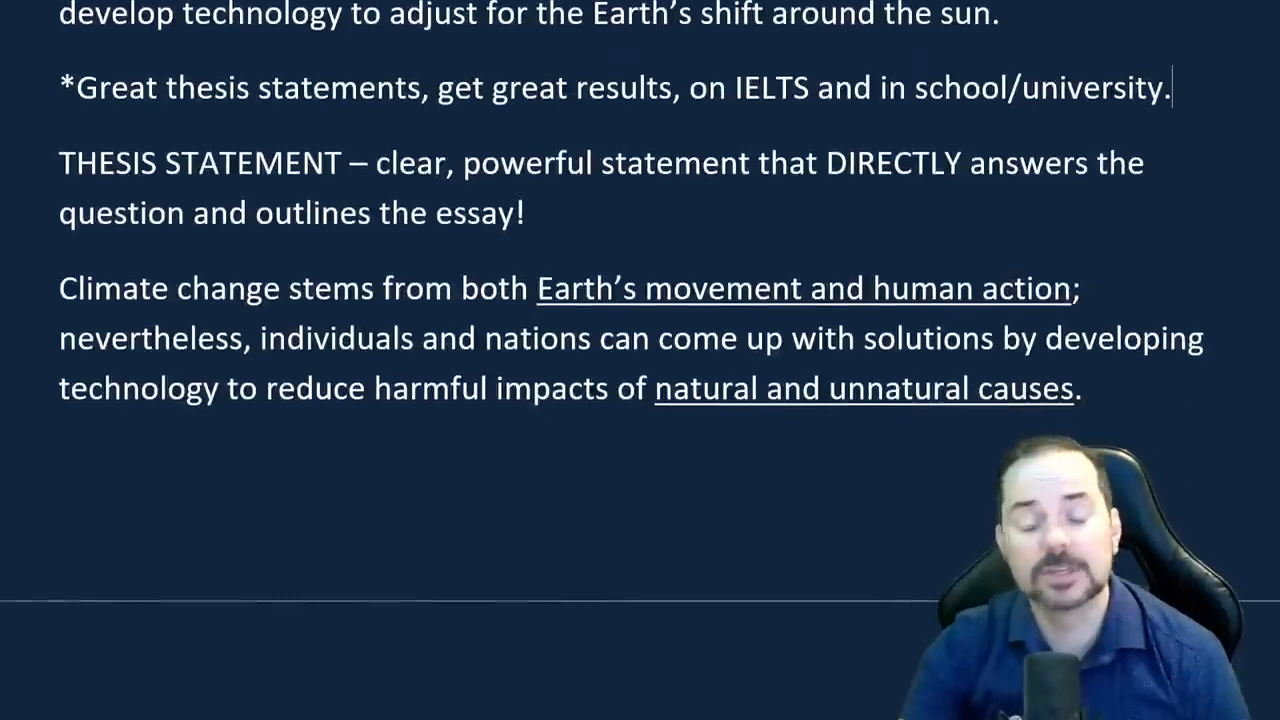 develop technology to adjust for the Earth’s shift around the sun.
*Great thesis statements, get great results, on IELTS and in school/university.
THESIS STATEMENT – clear, powerful statement that DIRECTLY answers the
question and outlines the essay!
Climate change stems from both Earth’s movement and human action;
nevertheless, individuals and nations can come up with solutions by developing
technology to reduce harmful impacts of natural and unnatural causes.